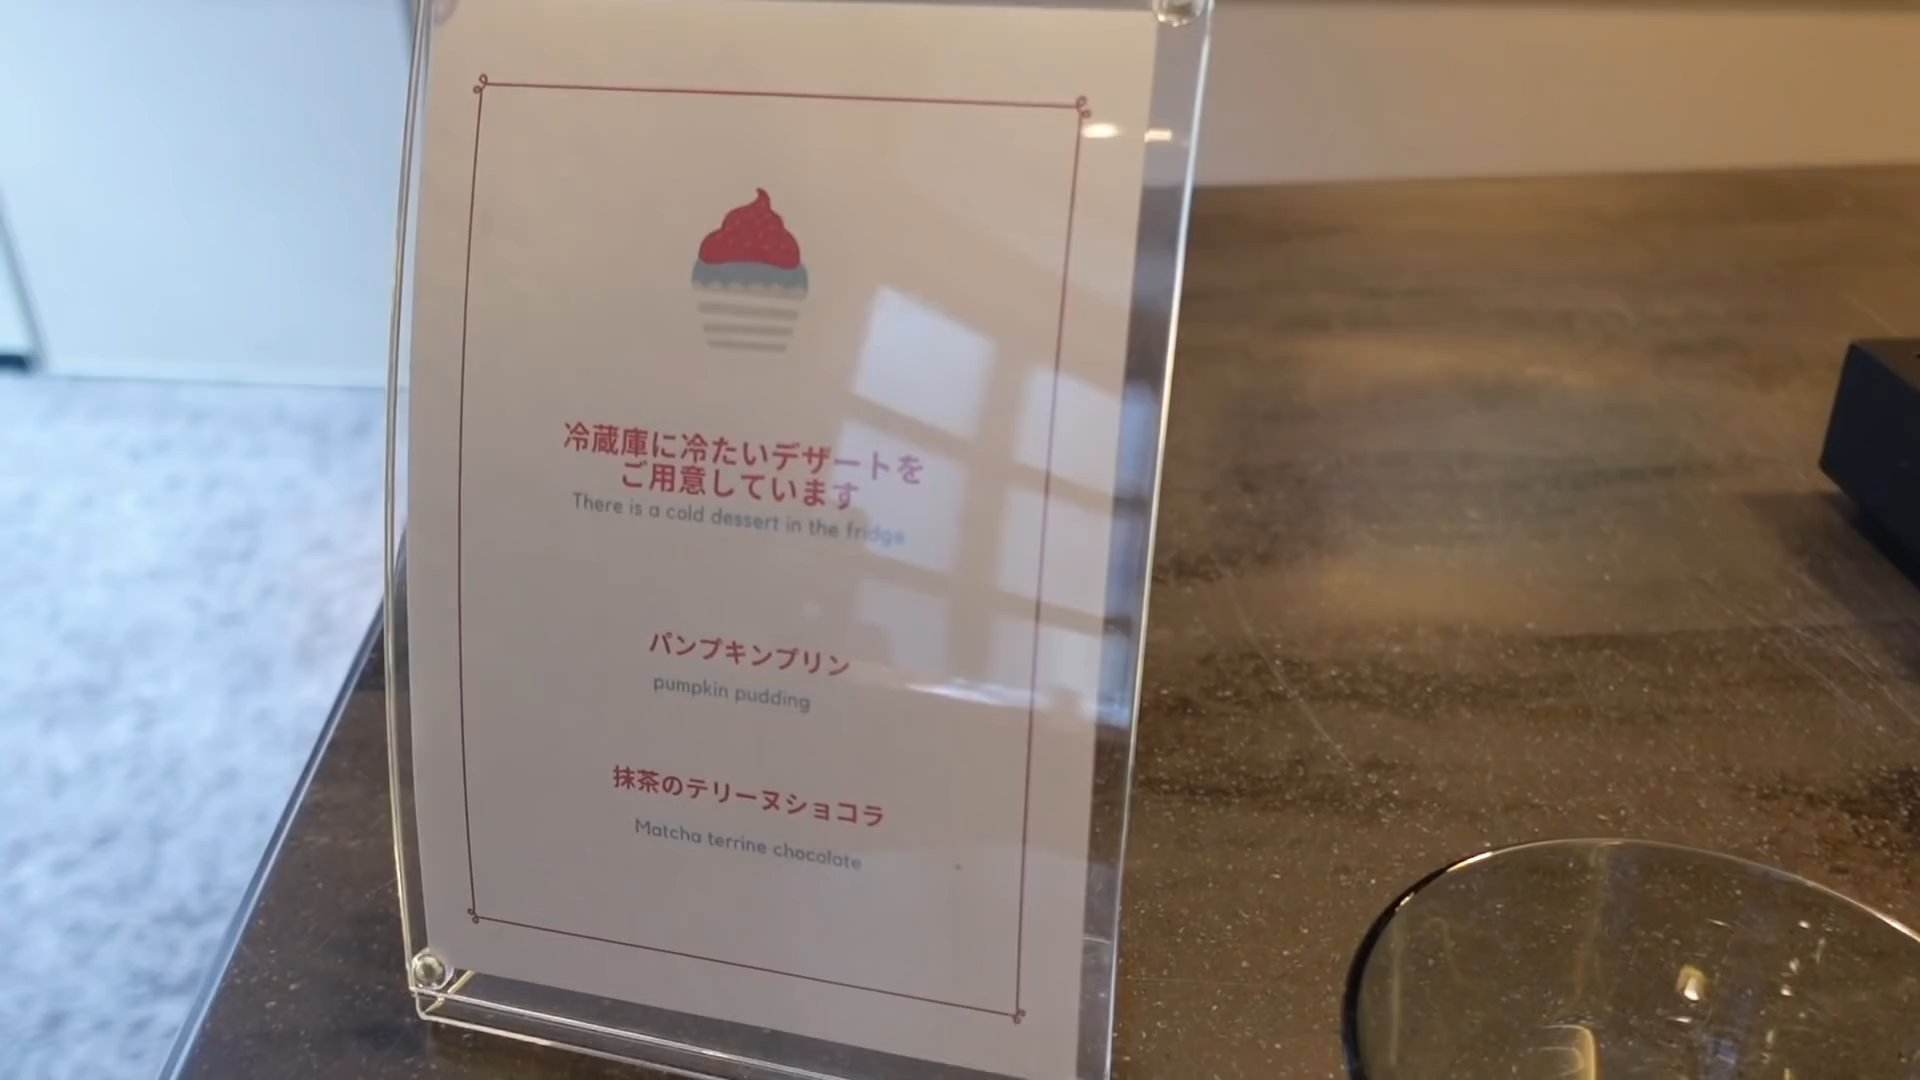 冷蔵庫に冷たいデザートを
ご用意しています
There is a cold dessert in the fridge
パンプキンプリン
pumpkin pudding
抹茶のテリーヌショコラ
Matcha terrine chocolate